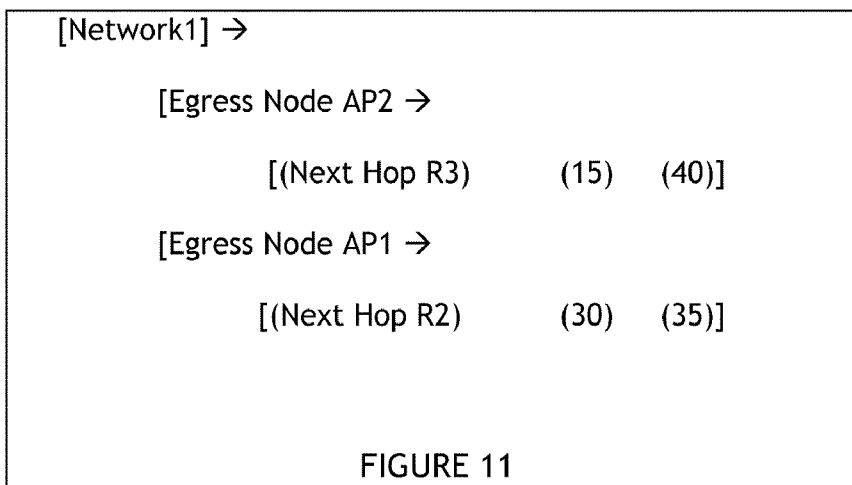 [Network1] →
[Egress Node AP2 →
[(Next Hop R3) (15) (40)]
[Egress Node AP1 →
[(Next Hop R2) (30) (35)]
FIGURE 11